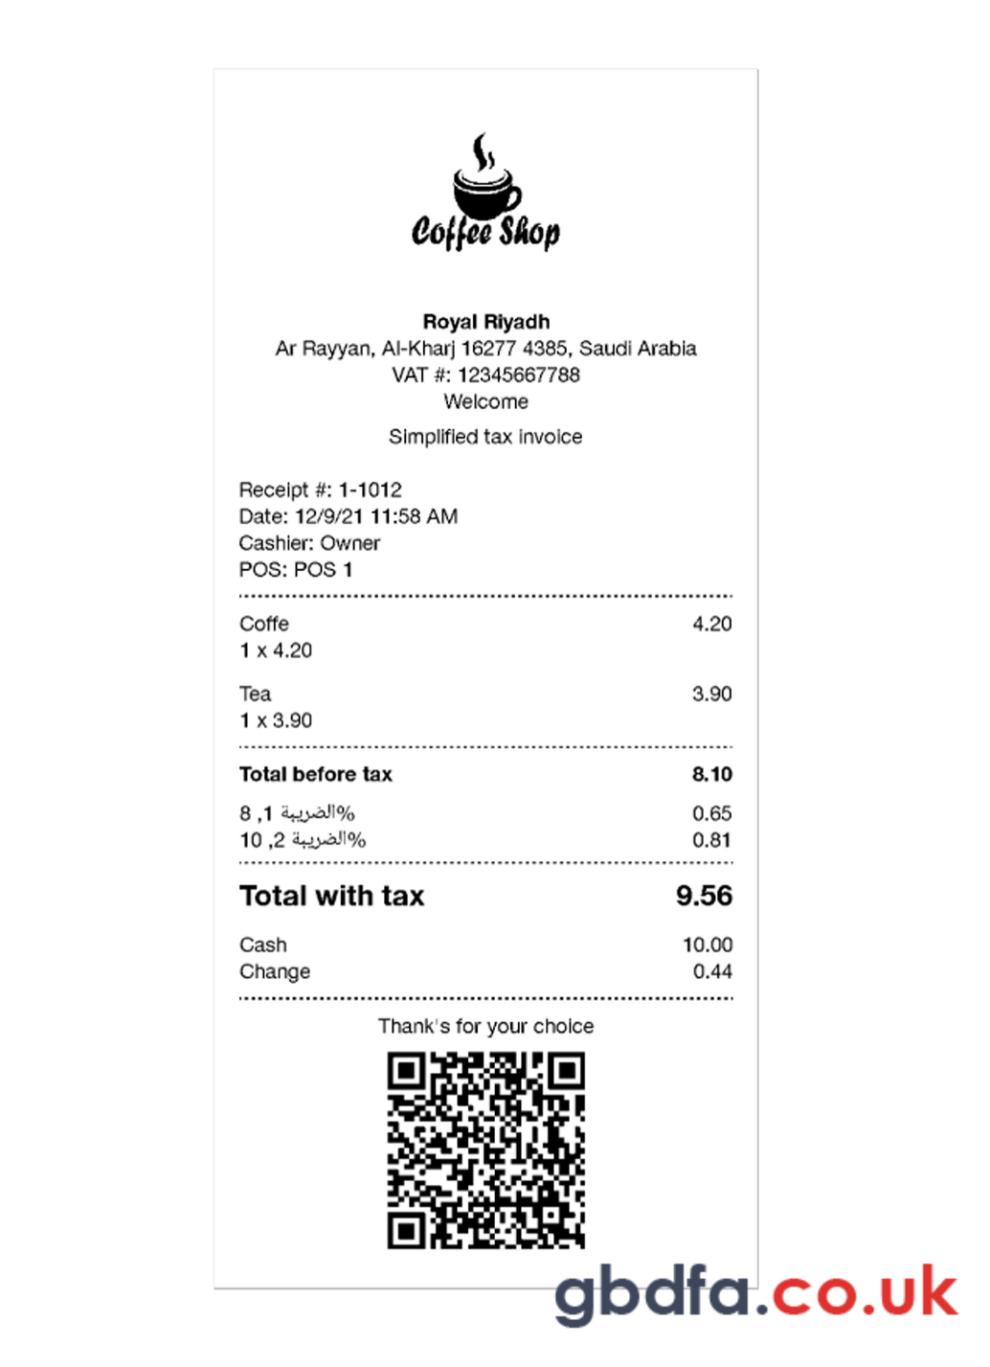 Coffee Shop
Royal Riyadh
Ar Rayyan, Al-Kharj 16277 4385, Saudi Arabia
VAT #: 12345667788
Welcome
Simplified tax invoice
Receipt #: 1-1012
Date: 12/9/21 11:58 AM
Cashier: Owner
POS: POS 1
Coffe 4.20
1 x 4.20
Tea 3.90
1 x 3.90
Total before tax 8.10
8 ,1 الضريبة% 0.65
10 ,2 الضريبة% 0.81
Total with tax 9.56
Cash 10.00
Change 0.44
Thank's for your choice
gbdfa.co.uk